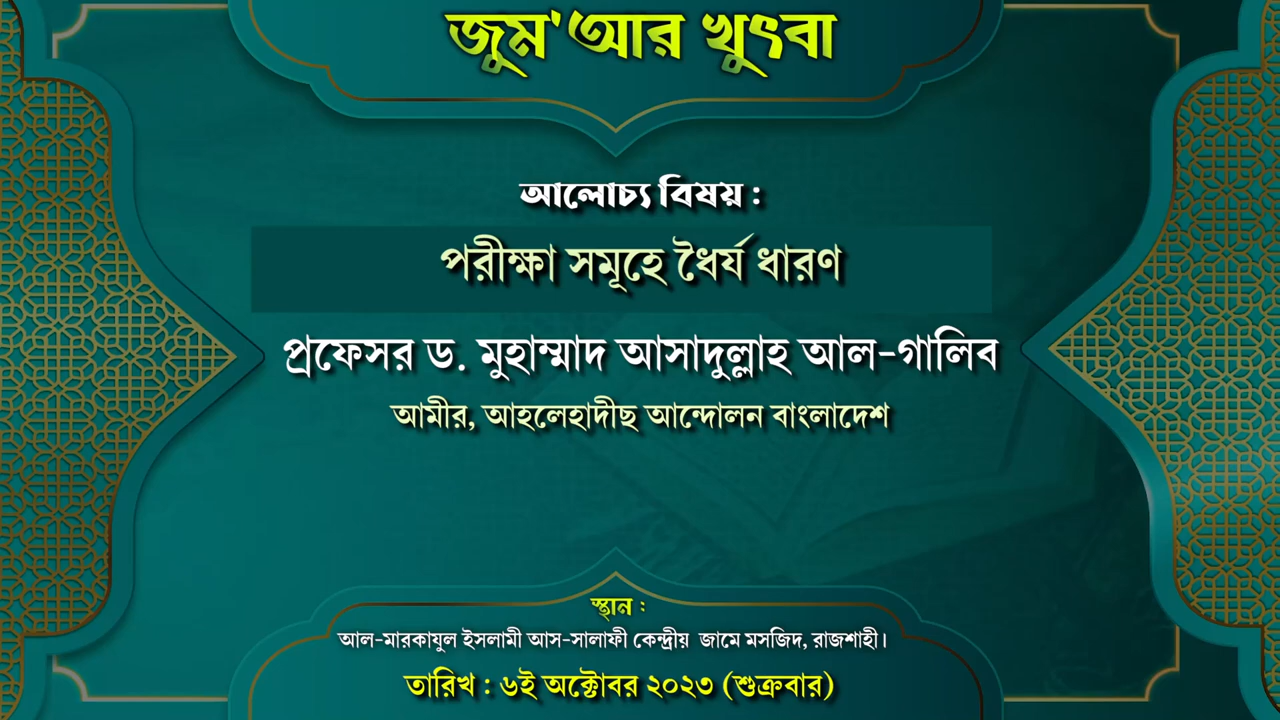 জুম'আর খুৎবা
আলোচ্য বিষয় :
পরীক্ষা সমূহে ধৈর্য ধারণ
প্রফেসর ড. মুহাম্মাদ আসাদুল্লাহ আল-গালিব
আমীর, আহলেহাদীছ আন্দোলন বাংলাদেশ
স্থান :
আল-মারকাযুল ইসলামী আস-সালাফী কেন্দ্রীয় জামে মসজিদ, রাজশাহী।
তারিখ : ৬ই অক্টোবর ২০২৩ (শুক্রবার)